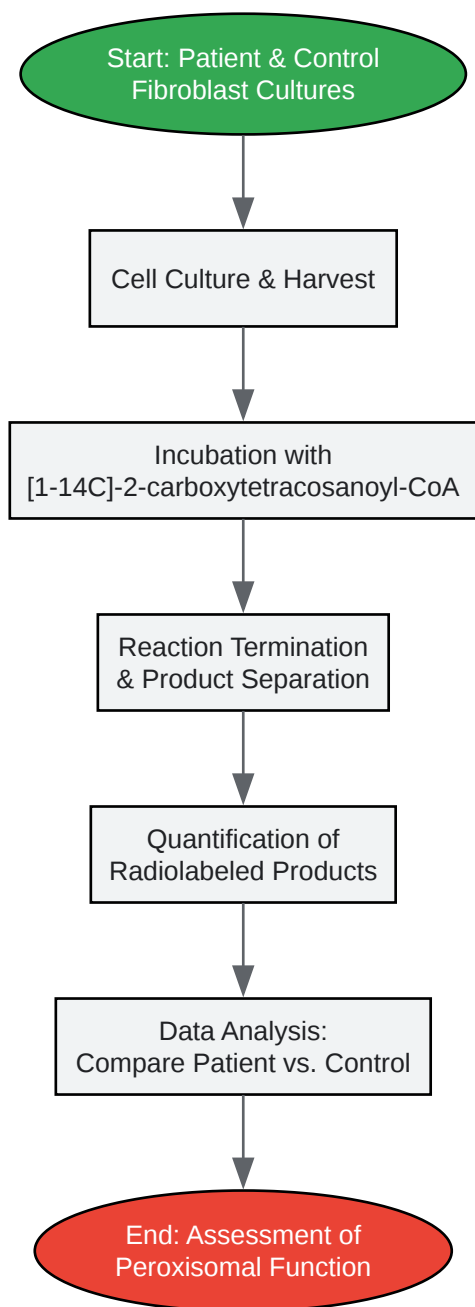 Start: Patient & Control
Fibroblast Cultures
Cell Culture & Harvest
Incubation with
[1-14C]-2-carboxytetracosanoyl-CoA
Reaction Termination
& Product Separation
Quantification of
Radiolabeled Products
Data Analysis:
Compare Patient vs. Control
End: Assessment of
Peroxisomal Function